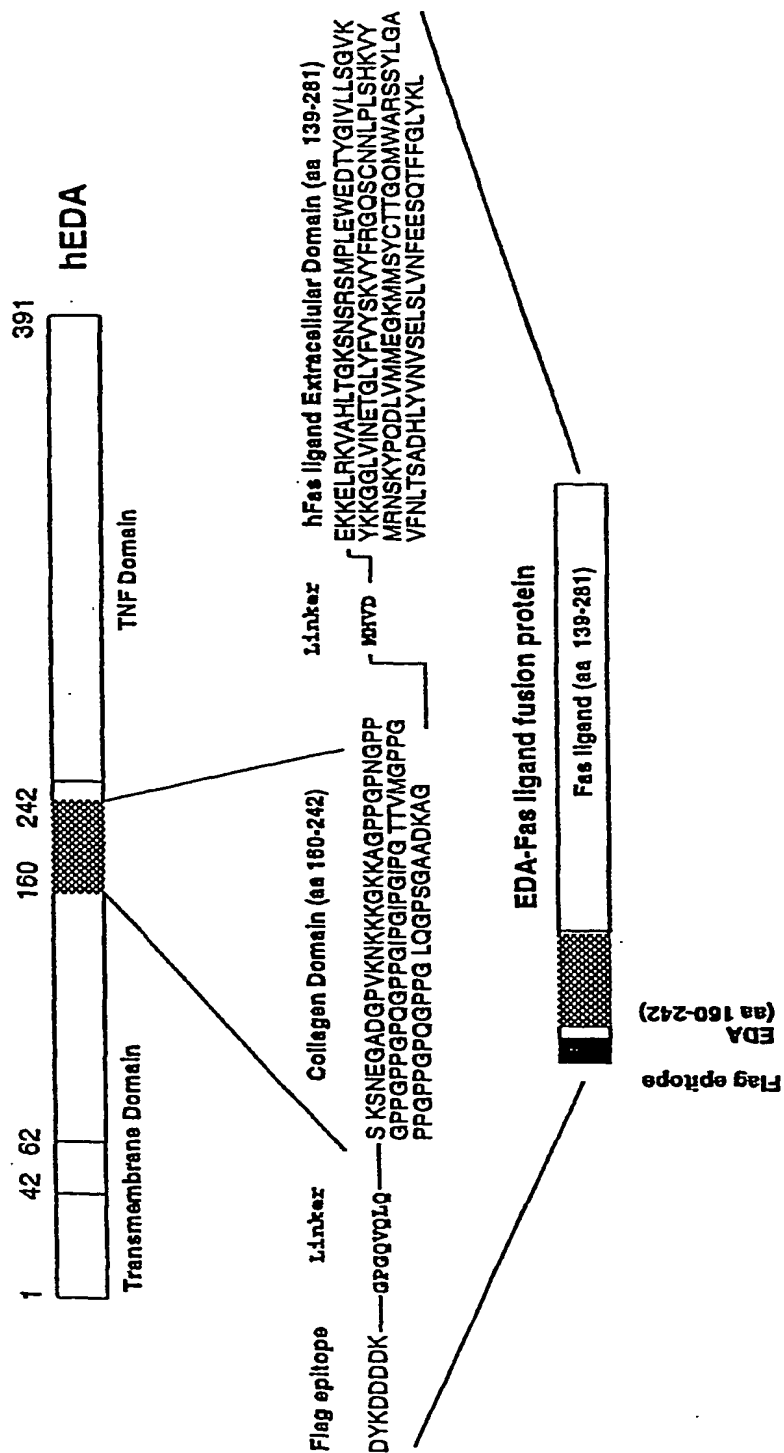 hEDA
1 42 62 160 242 391
Transmembrane Domain
TNF Domain
Flag epitope
Linker
Collagen Domain (aa 160-242)
Linker
hFas ligand Extracellular Domain (aa 139-281)
DYKDDDDK
GPGQVQLQ
S KSNEGADGPVKNKKKGKKAGPPGPNGPP
GPPGPPGPQGPPGIPGIPGIPG TTVMGPPG
PPGPPGPQGPPG LQGPSGAADKAG
MHVD
EKKELRKVAHLTGKSNSRSMPLEWEDTYGIVLLSGVK
YKKGGLVINETGLYFVYSKVYFRGQSCNNLPLSHKVY
MRNSKYPQDLVMMEGKMMSYCTTGQMWARSSYLGA
VFNLTSADHLYVNVSELSLVNFEESQTFFGLYKL
EDA-Fas ligand fusion protein
Flag epitope
EDA
(aa 160-242)
Fas ligand (aa 139-281)